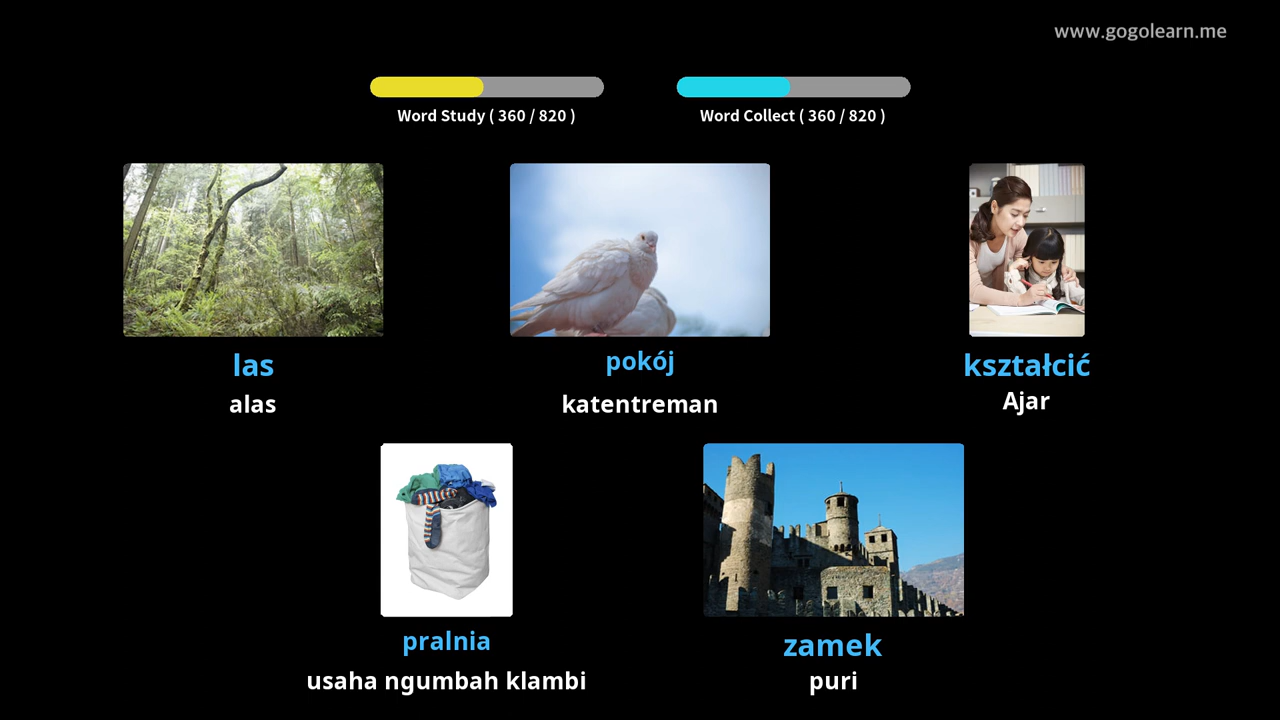 www.gogolearn.me
Word Study ( 360 / 820 )
Word Collect ( 360 / 820 )
las
alas
pokój
katentreman
kształcić
Ajar
pralnia
usaha ngumbah klambi
zamek
puri